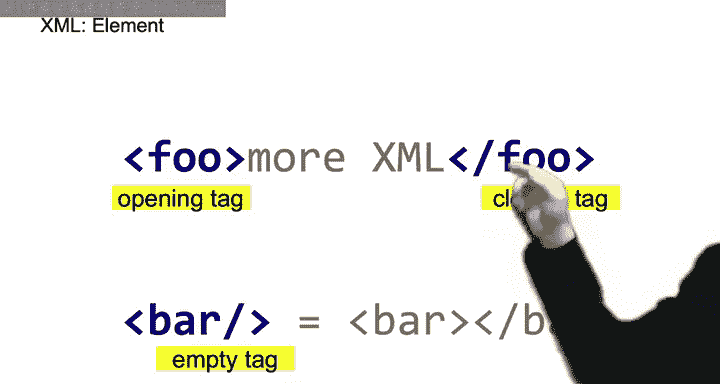 XML: Element
<foo>more XML</foo>
opening tag tag
<bar/> = <bar></b
empty tag